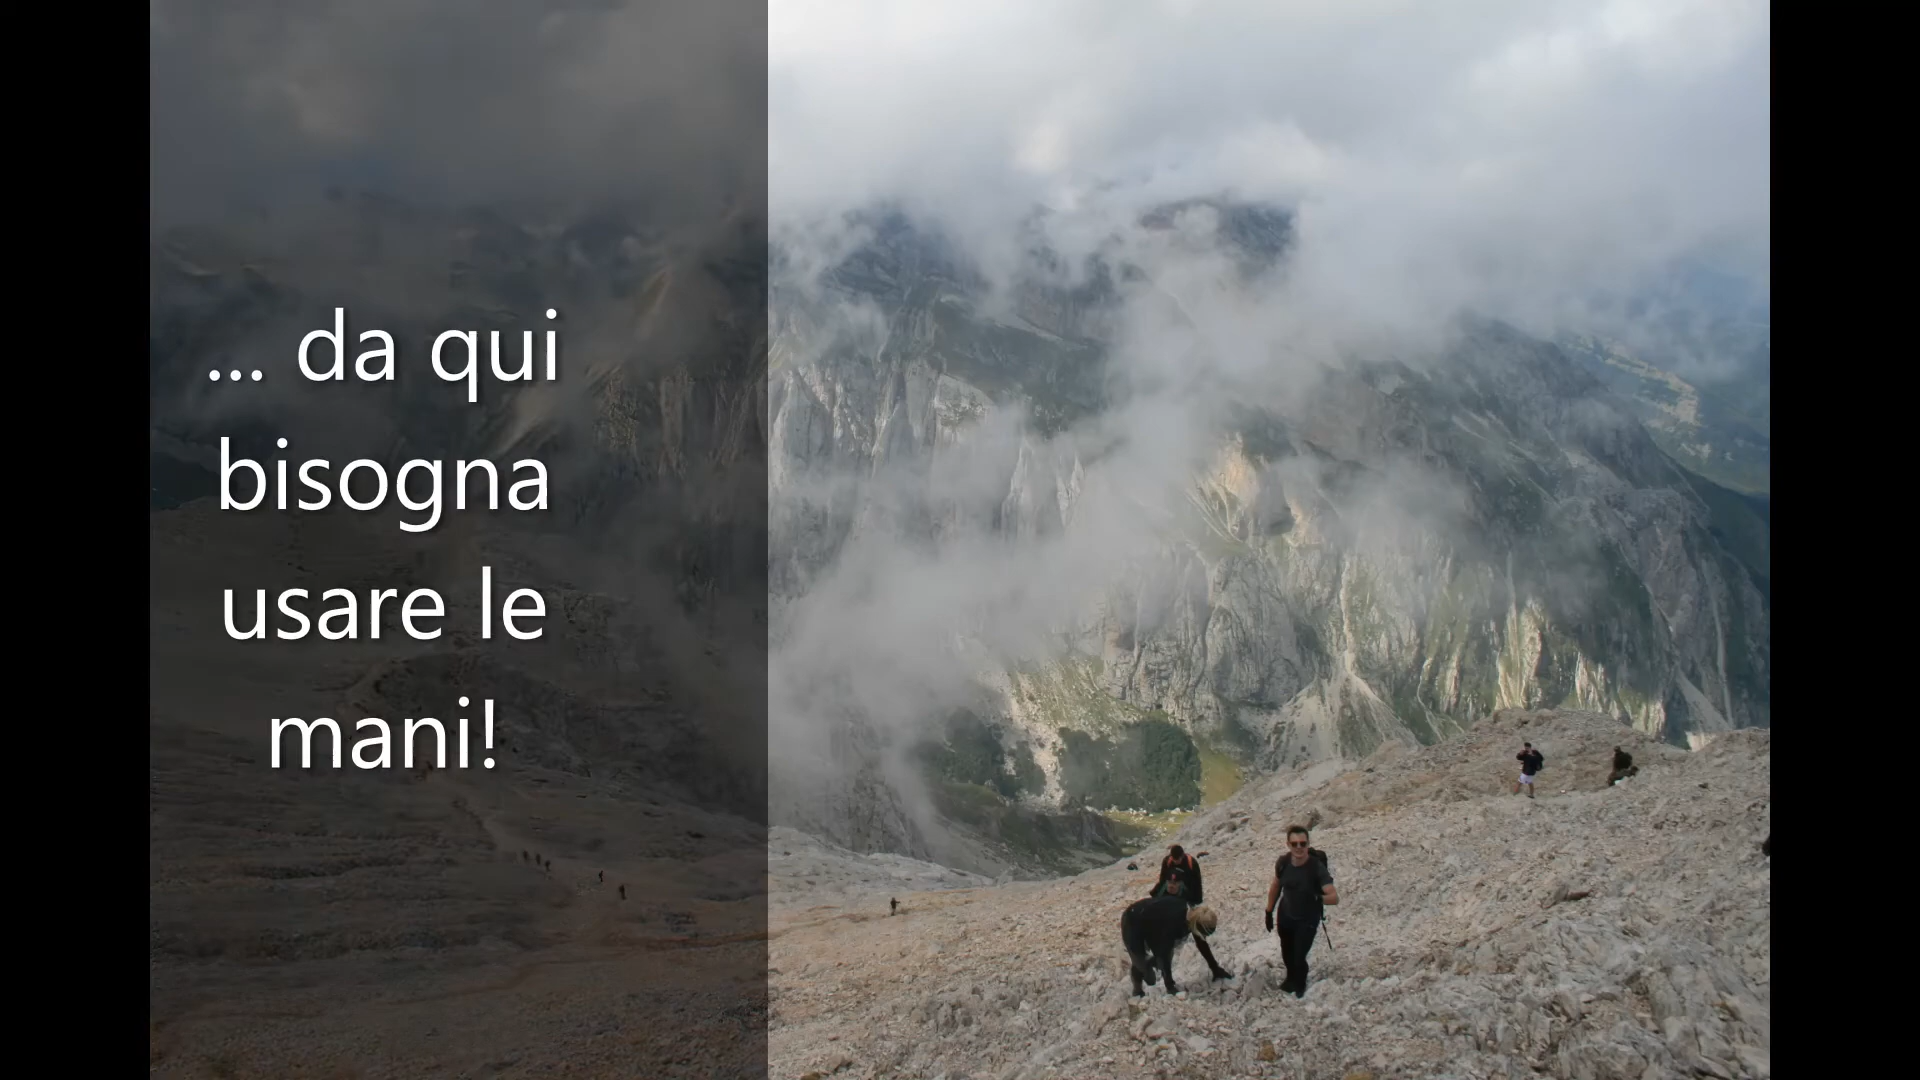 ... da qui
bisogna
usare le
mani!